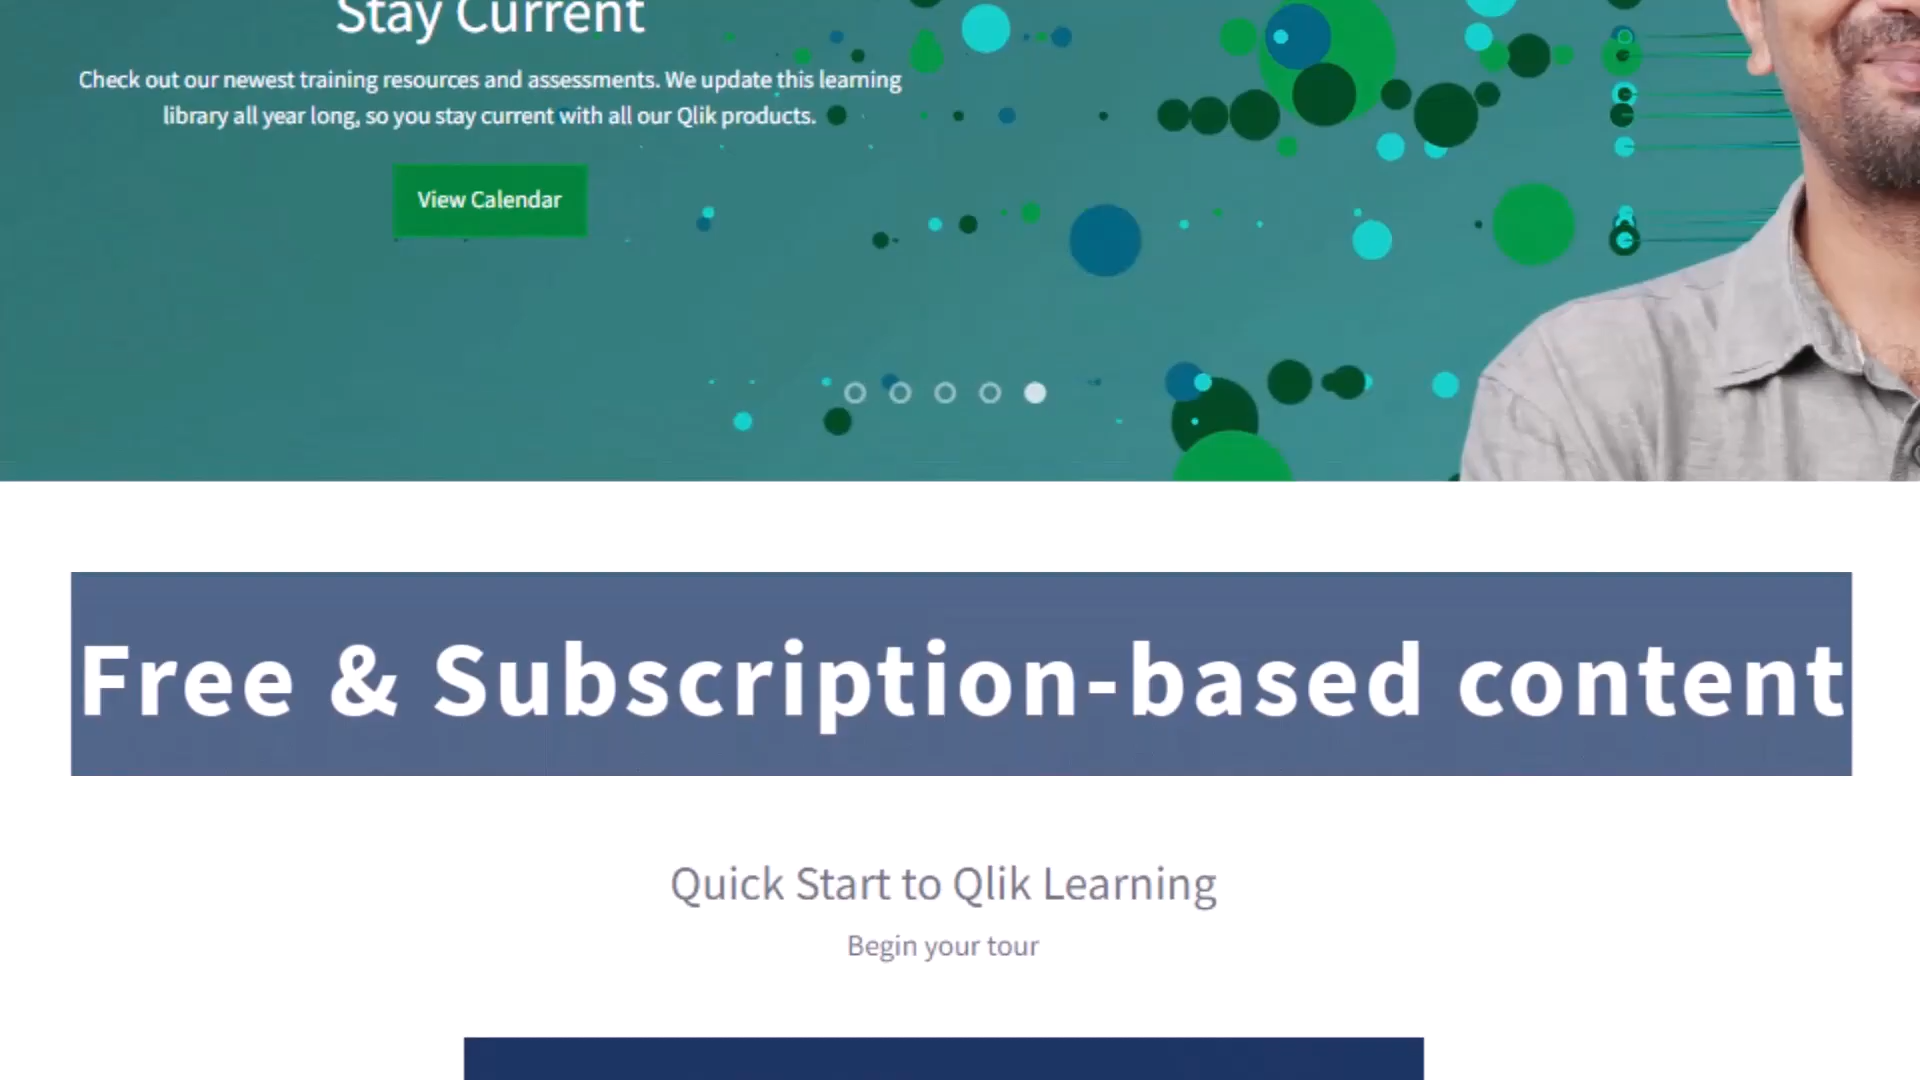 Stay Current
Check out our newest training resources and assessments. We update this learning
library all year long, so you stay current with all our Qlik products.
View Calendar
Free & Subscription-based content
Quick Start to Qlik Learning
Begin your tour